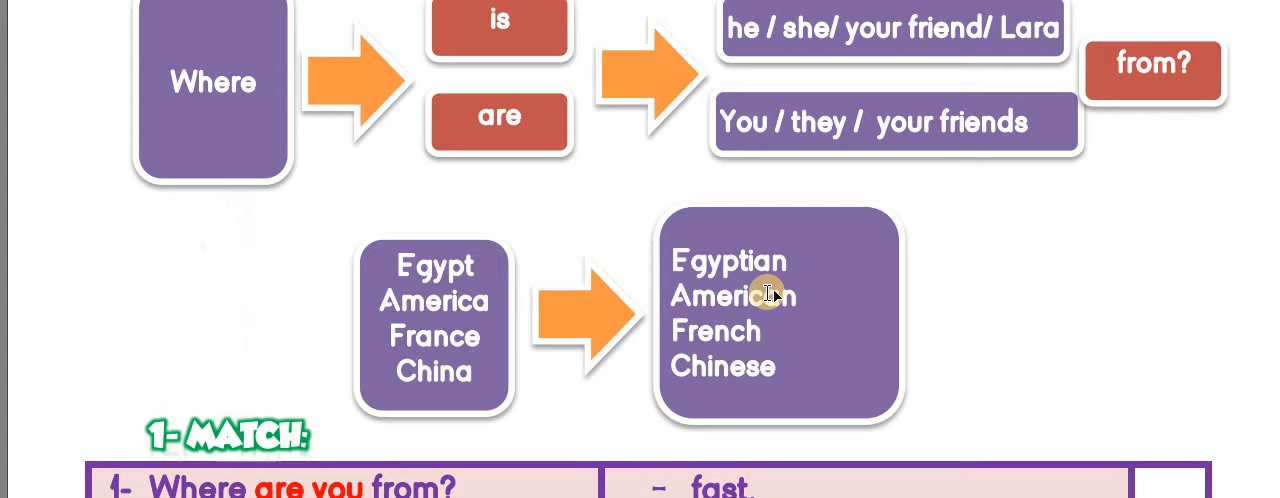 Where
is
are
he / she/ your friend/ Lara
You / they / your friends
from?
Egypt
America
France
China
Egyptian
American
French
Chinese
1- MATCH:
1- Where are you from?
- fast.